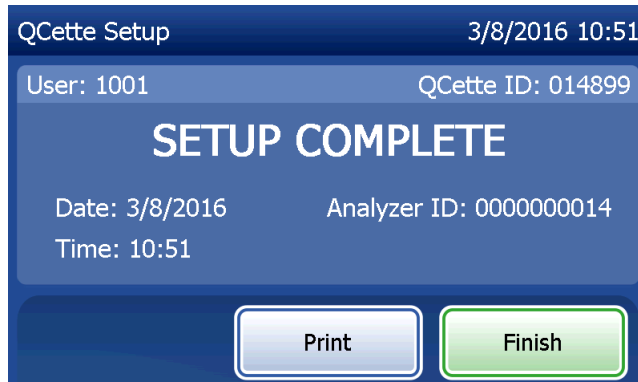 QCette Setup 3/8/2016 10:51
User: 1001 QCette ID: 014899
SETUP COMPLETE
Date: 3/8/2016 Analyzer ID: 0000000014
Time: 10:51
Print Finish